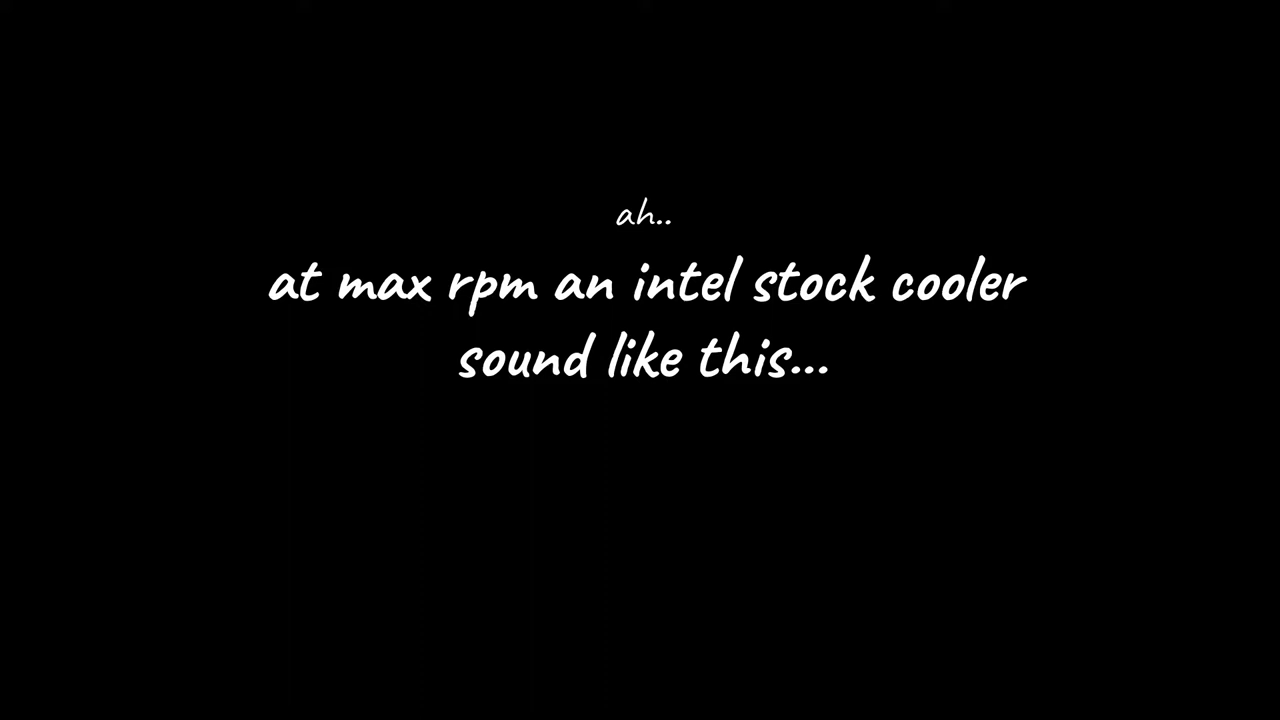 ah..
at max rpm an intel stock cooler
sound like this...